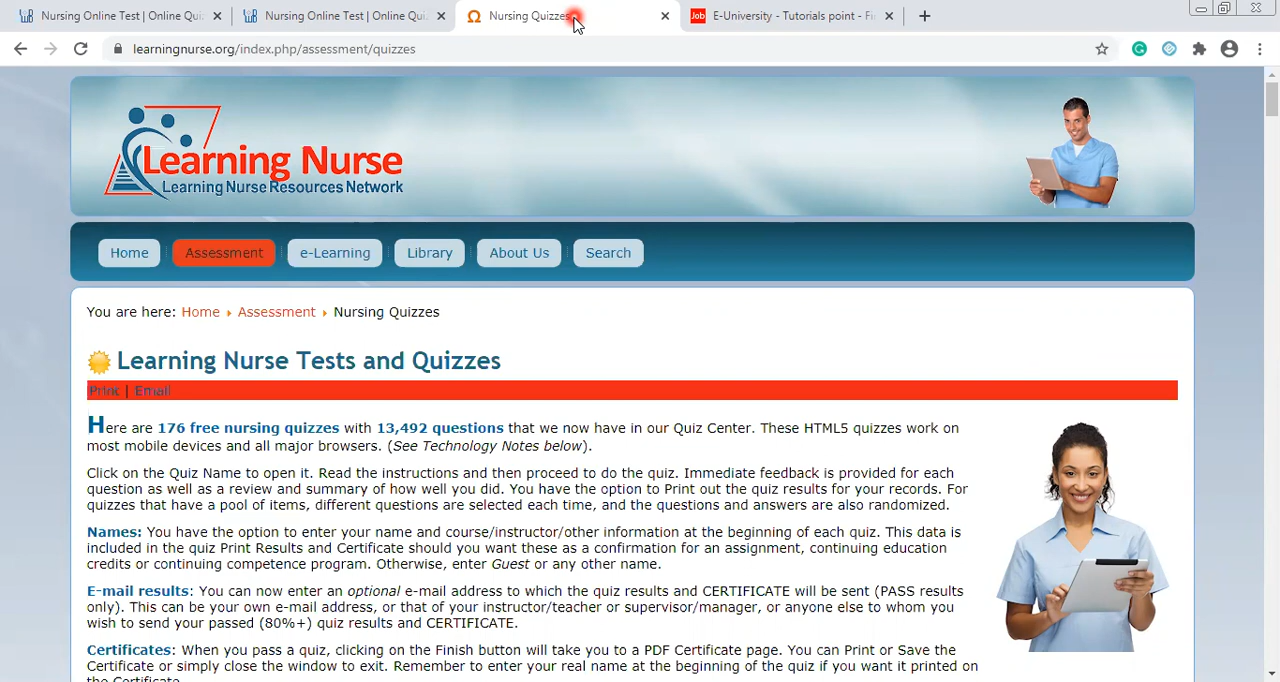 Nursing Online Test | Online Qui
Nursing Online Test | Online Qui
Nursing Quizzes
Job
E-University - Tutorials point - Fi
learningnurse.org/index.php/assessment/quizzes
Learning Nurse
Learning Nurse Resources Network
Home
Assessment
e-Learning
Library
About Us
Search
You are here: Home Assessment Nursing Quizzes
Learning Nurse Tests and Quizzes
Print | Email
Here are 176 free nursing quizzes with 13,492 questions that we now have in our Quiz Center. These HTML5 quizzes work on
most mobile devices and all major browsers. (See Technology Notes below).
Click on the Quiz Name to open it. Read the instructions and then proceed to do the quiz. Immediate feedback is provided for each
question as well as a review and summary of how well you did. You have the option to Print out the quiz results for your records. For
quizzes that have a pool of items, different questions are selected each time, and the questions and answers are also randomized.
Names: You have the option to enter your name and course/instructor/other information at the beginning of each quiz. This data is
included in the quiz Print Results and Certificate should you want these as a confirmation for an assignment, continuing education
credits or continuing competence program. Otherwise, enter Guest or any other name.
E-mail results: You can now enter an optional e-mail address to which the quiz results and CERTIFICATE will be sent (PASS results
only). This can be your own e-mail address, or that of your instructor/teacher or supervisor/manager, or anyone else to whom you
wish to send your passed (80%+) quiz results and CERTIFICATE.
Certificates: When you pass a quiz, clicking on the Finish button will take you to a PDF Certificate page. You can Print or Save the
Certificate or simply close the window to exit. Remember to enter your real name at the beginning of the quiz if you want it printed on
the Certificate.